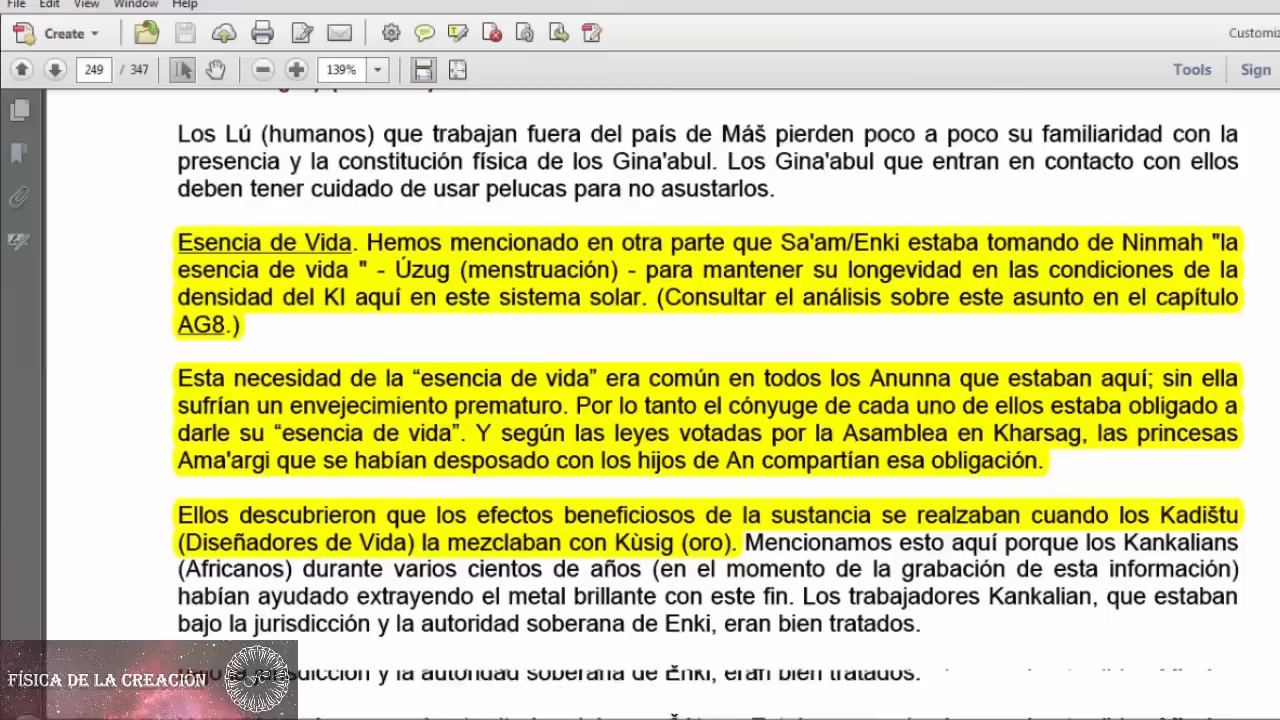 File Edit View Window Help
Create Customiz
249 / 347 139% Tools Sign
Los Lú (humanos) que trabajan fuera del país de Máš pierden poco a poco su familiaridad con la
presencia y la constitución física de los Gina'abul. Los Gina'abul que entran en contacto con ellos
deben tener cuidado de usar pelucas para no asustarlos.
Esencia de Vida. Hemos mencionado en otra parte que Sa'am/Enki estaba tomando de Ninmah "la
esencia de vida " - Úzug (menstruación) - para mantener su longevidad en las condiciones de la
densidad del KI aquí en este sistema solar. (Consultar el análisis sobre este asunto en el capítulo
AG8.)
Esta necesidad de la “esencia de vida” era común en todos los Anunna que estaban aquí; sin ella
sufrían un envejecimiento prematuro. Por lo tanto el cónyuge de cada uno de ellos estaba obligado a
darle su “esencia de vida”. Y según las leyes votadas por la Asamblea en Kharsag, las princesas
Ama'argi que se habían desposado con los hijos de An compartían esa obligación.
Ellos descubrieron que los efectos beneficiosos de la sustancia se realzaban cuando los Kadištu
(Diseñadores de Vida) la mezclaban con Kùsig (oro). Mencionamos esto aquí porque los Kankalians
(Africanos) durante varios cientos de años (en el momento de la grabación de esta información)
habían ayudado extrayendo el metal brillante con este fin. Los trabajadores Kankalian, que estaban
bajo la jurisdicción y la autoridad soberana de Enki, eran bien tratados.
jurisdicción y la autoridad soberana de Enki, eran bien tratados.
FÍSICA DE LA CREACIÓN